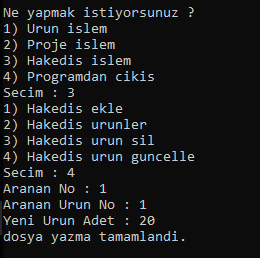 Ne yapmak istiyorsunuz ?
1) Urun islem
2) Proje islem
3) Hakedis islem
4) Programdan cikis
Secim : 3
1) Hakedis ekle
2) Hakedis urunler
3) Hakedis urun sil
4) Hakedis urun guncelle
Secim : 4
Aranan No : 1
Aranan Urun No : 1
Yeni Urun Adet : 20
dosya yazma tamamlandi.